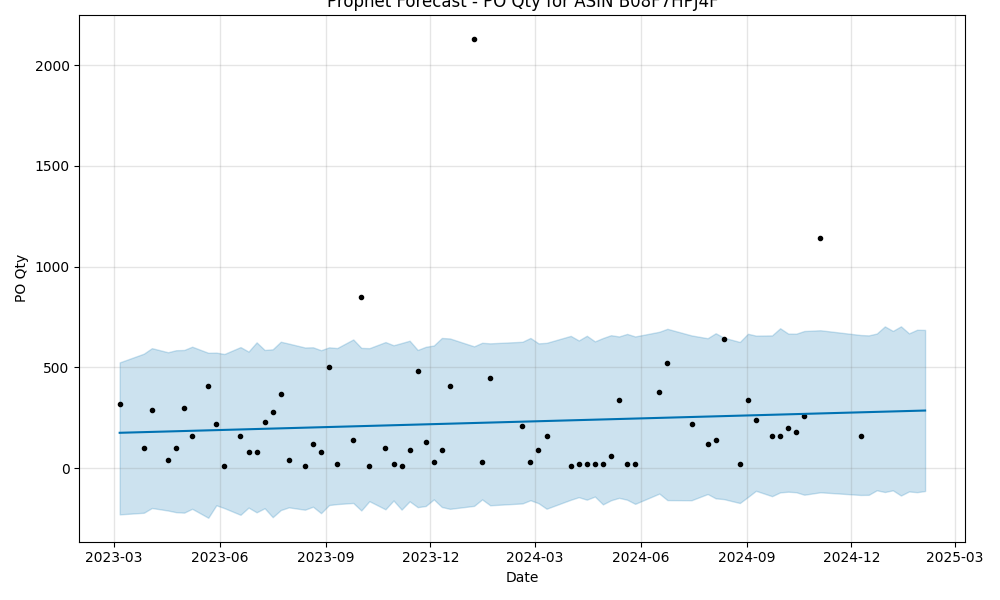 Prophet Forecast - PO Qty for ASIN B08F7HPJ4F
2000
1500
1000
500
0
PO Qty
2023-03 2023-06 2023-09 2023-12 2024-03 2024-06 2024-09 2024-12 2025-03
Date